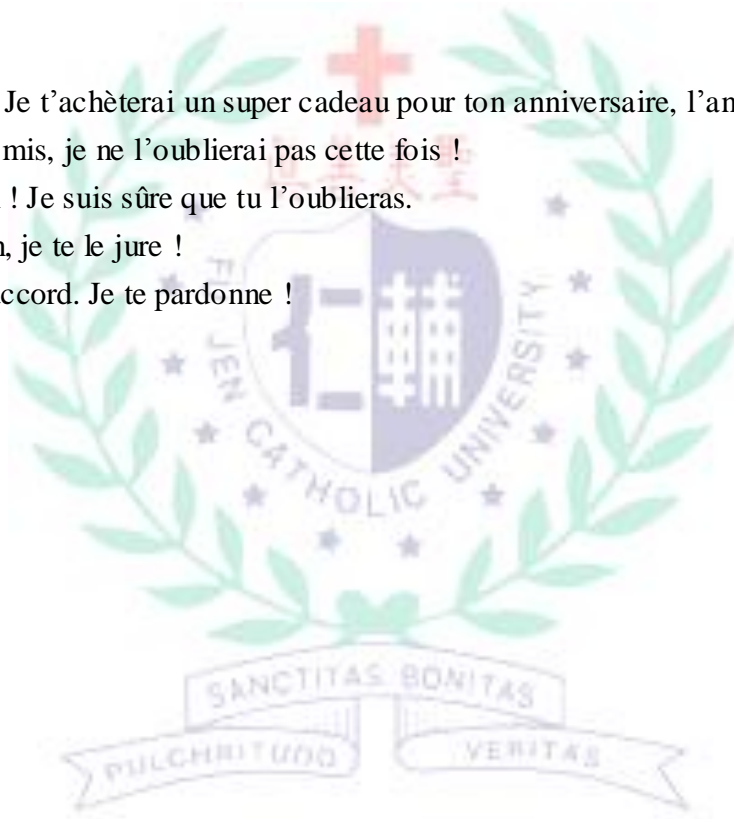 Je t'achèterai un super cadeau pour ton anniversaire, l'an
mis, je ne l'oublierai pas cette fois !
! Je suis sûre que tu l'oublieras.
, je te le jure !
accord. Je te pardonne !
仁輔
JEN CATHOLIC UNIVERSITY
SANCTITAS BONITAS
PULCHRITUDO VERITAS